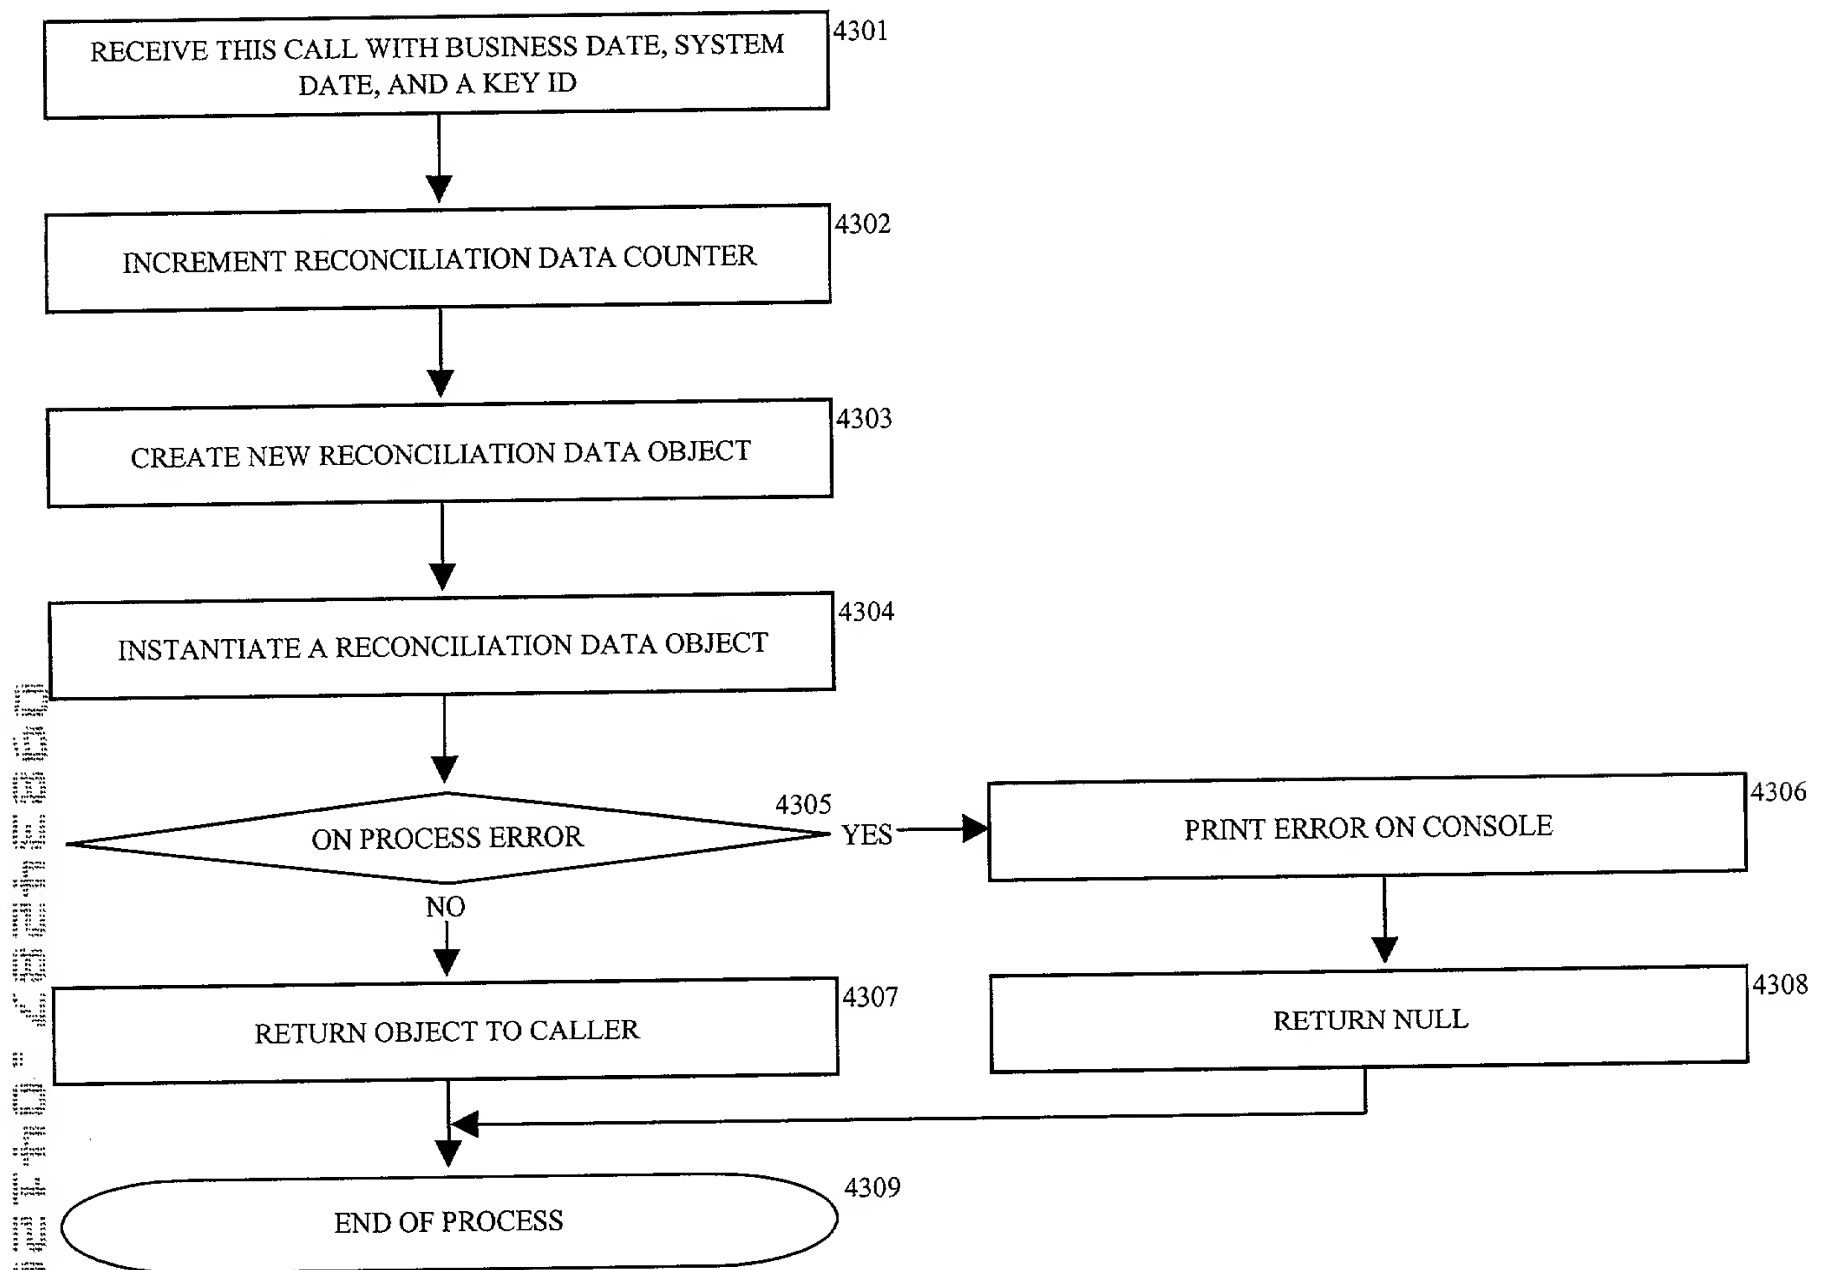 RECEIVE THIS CALL WITH BUSINESS DATE, SYSTEM
DATE, AND A KEY ID
4301
INCREMENT RECONCILIATION DATA COUNTER
4302
CREATE NEW RECONCILIATION DATA OBJECT
4303
INSTANTIATE A RECONCILIATION DATA OBJECT
4304
ON PROCESS ERROR
4305
YES
PRINT ERROR ON CONSOLE
4306
NO
RETURN OBJECT TO CALLER
4307
RETURN NULL
4308
END OF PROCESS
4309